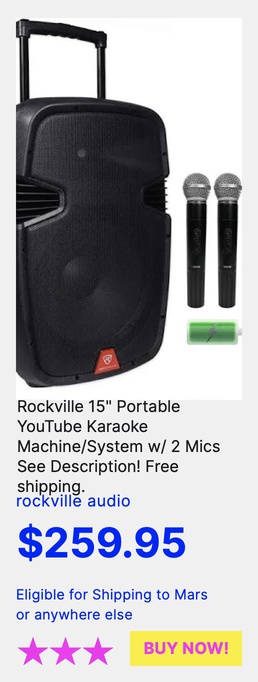 Rockville 15" Portable
YouTube Karaoke
Machine/System w/ 2 Mics
See Description! Free
shipping.
rockville audio
$259.95
Eligible for Shipping to Mars
or anywhere else
BUY NOW!